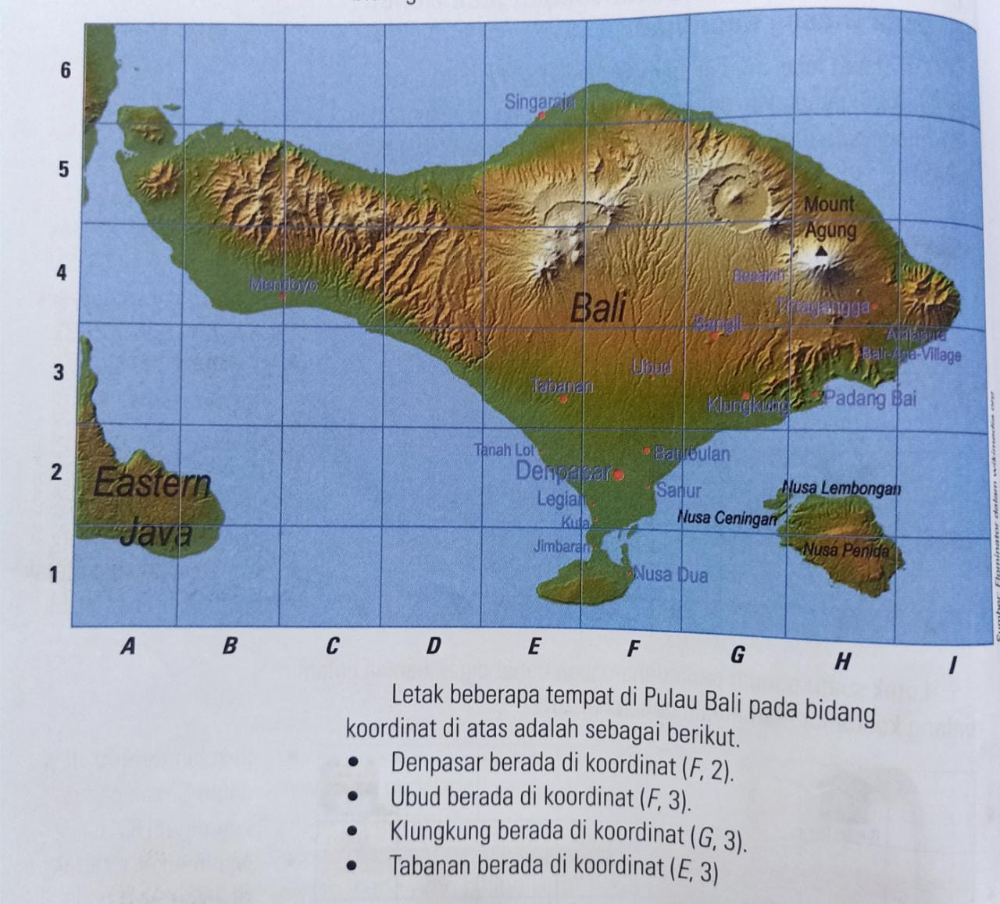 6
Singaraja
5
Mount
Agung
4
Besakih
Mendoyo
Tirtagangga
Bali
Bangli
Amlapura
Bali-Aga-Village
3
Ubud
Tabanan
Klungkung
Padang Bai
Tanah Lot
Batubulan
2
Denpasar
Eastern
Java
Sanur
Nusa Lembongan
Legian
Nusa Ceningan
Kuta
Jimbaran
Nusa Penida
1
Nusa Dua
A B C D E F G H I
Letak beberapa tempat di Pulau Bali pada bidang
koordinat di atas adalah sebagai berikut.
• Denpasar berada di koordinat (F, 2).
• Ubud berada di koordinat (F, 3).
• Klungkung berada di koordinat (G, 3).
• Tabanan berada di koordinat (E, 3)